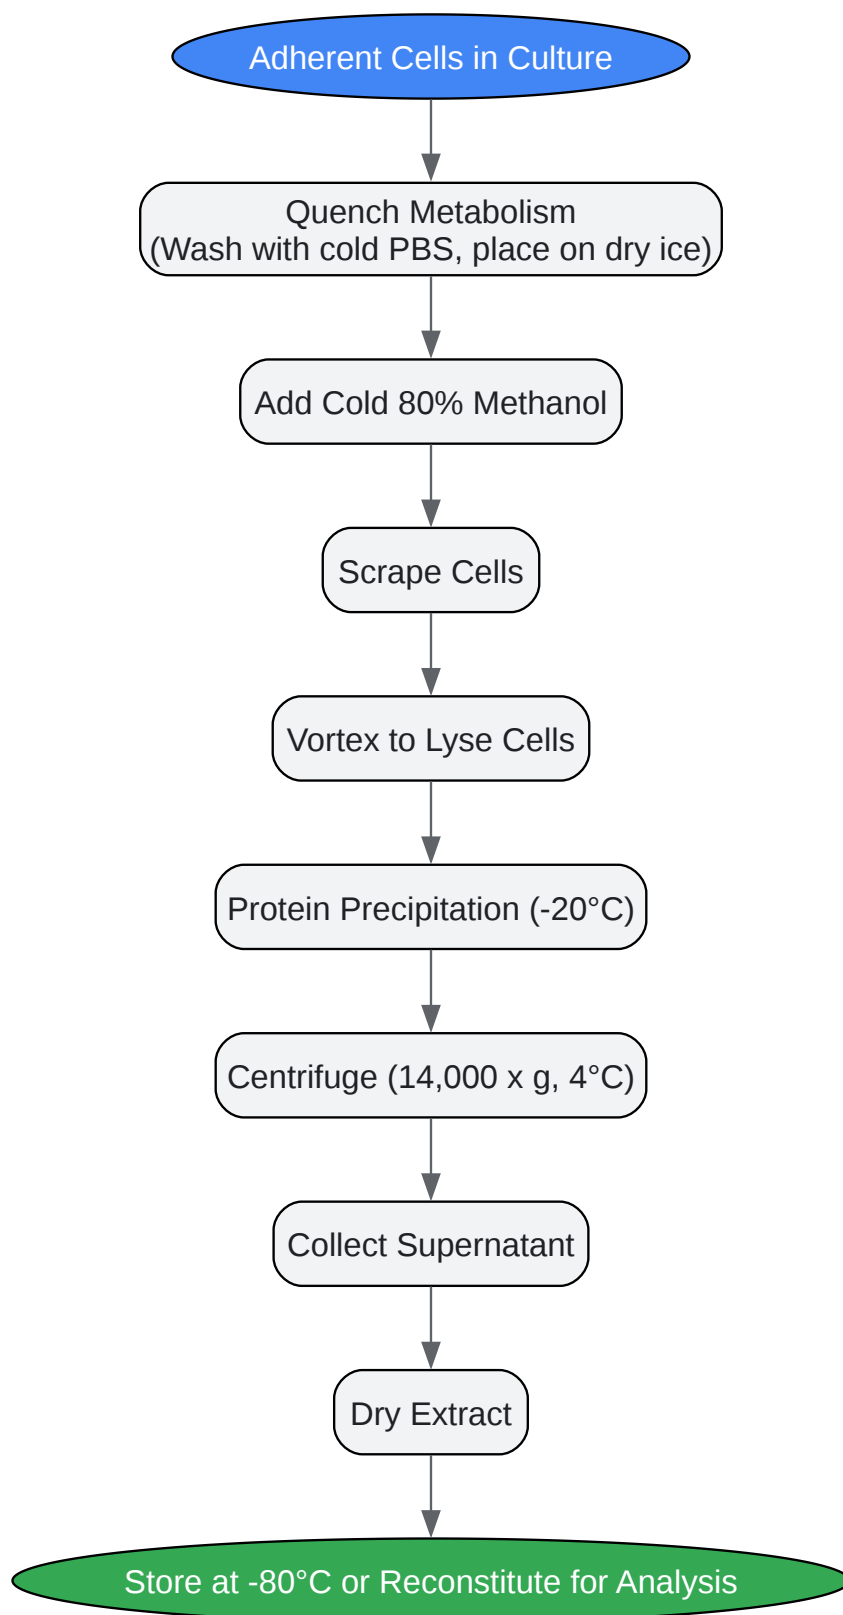 Adherent Cells in Culture
Quench Metabolism
(Wash with cold PBS, place on dry ice)
Add Cold 80% Methanol
Scrape Cells
Vortex to Lyse Cells
Protein Precipitation (-20°C)
Centrifuge (14,000 x g, 4°C)
Collect Supernatant
Dry Extract
Store at -80°C or Reconstitute for Analysis